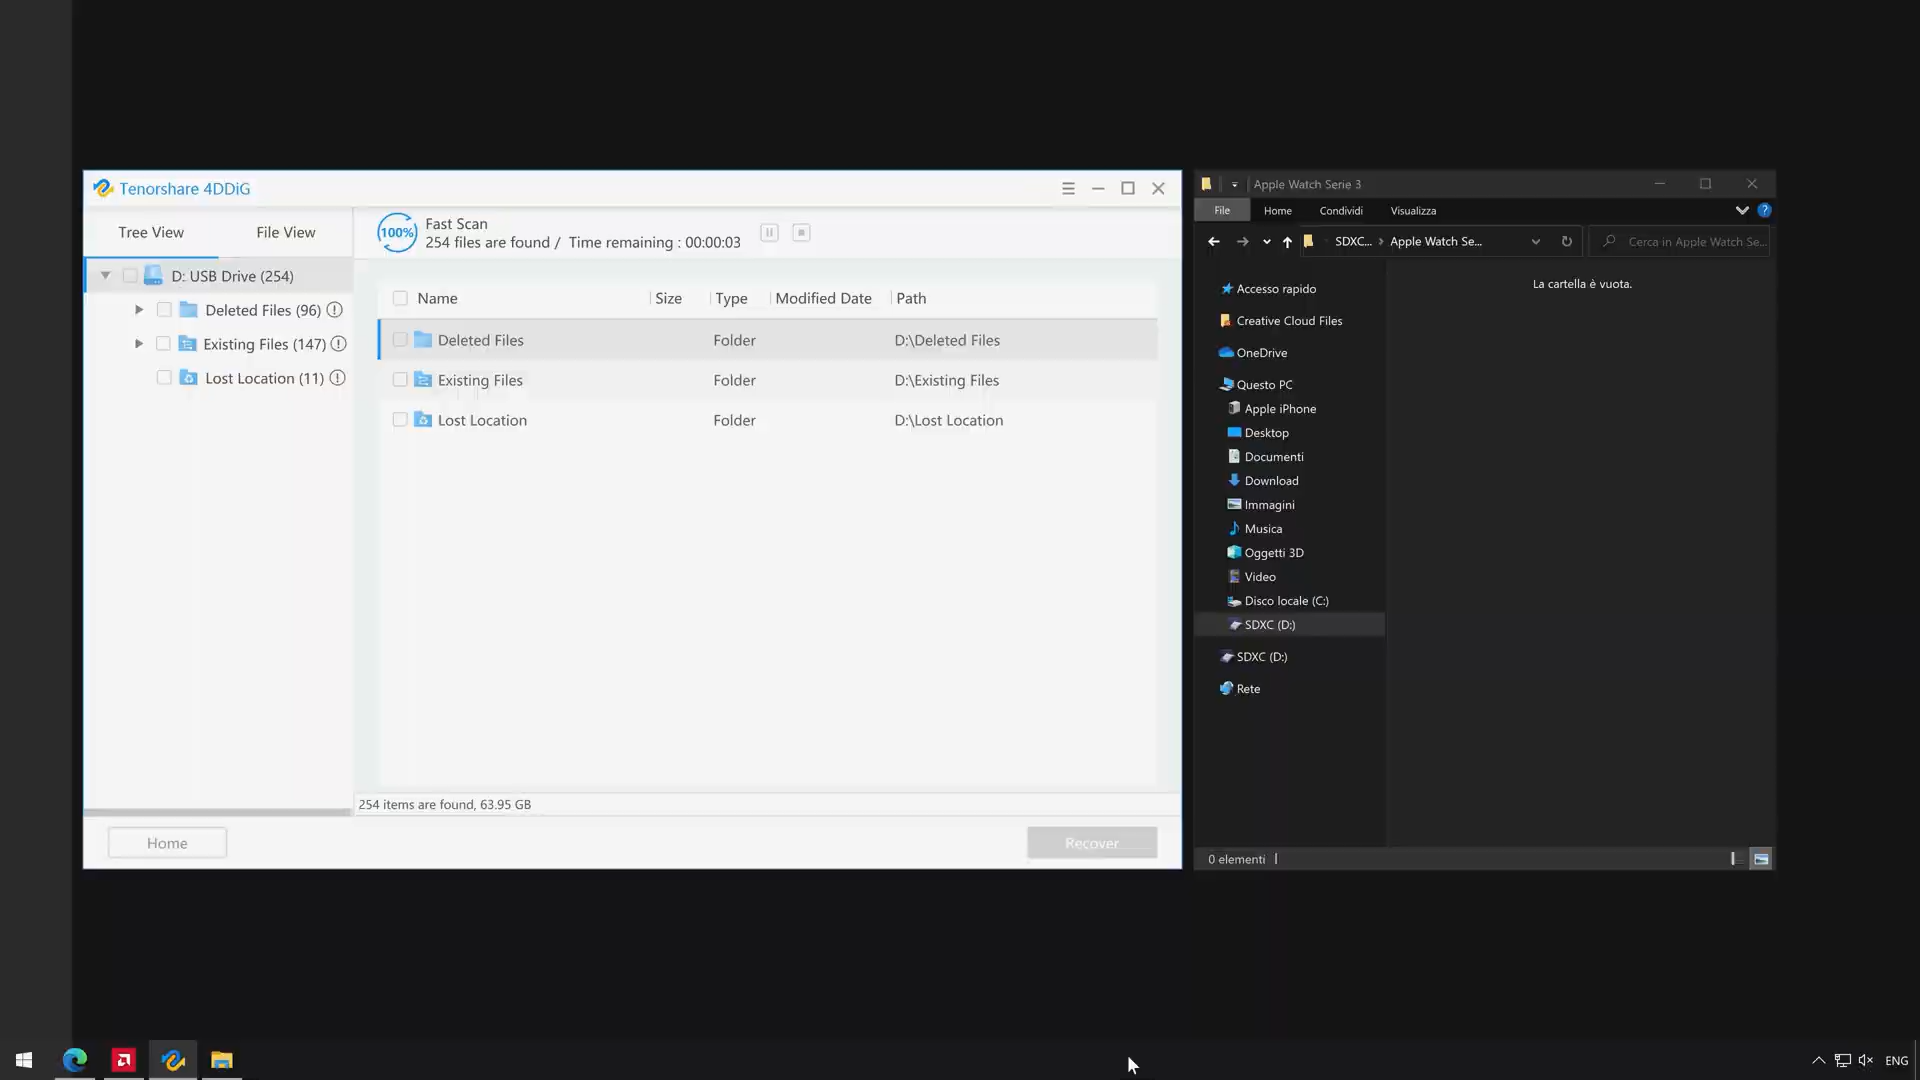 Tenorshare 4DDiG
Tree View
File View
100%
Fast Scan
254 files are found / Time remaining : 00:00:03
D: USB Drive (254)
Deleted Files (96)
Existing Files (147)
Lost Location (11)
Name
Size
Type
Modified Date
Path
Deleted Files
Folder
D:\Deleted Files
Existing Files
Folder
D:\Existing Files
Lost Location
Folder
D:\Lost Location
254 items are found, 63.95 GB
Home
Recover
Apple Watch Serie 3
File
Home
Condividi
Visualizza
SDXC...
Apple Watch Se...
Cerca in Apple Watch Se...
Accesso rapido
Creative Cloud Files
OneDrive
Questo PC
Apple iPhone
Desktop
Documenti
Download
Immagini
Musica
Oggetti 3D
Video
Disco locale (C:)
SDXC (D:)
SDXC (D:)
Rete
La cartella è vuota.
0 elementi
ENG